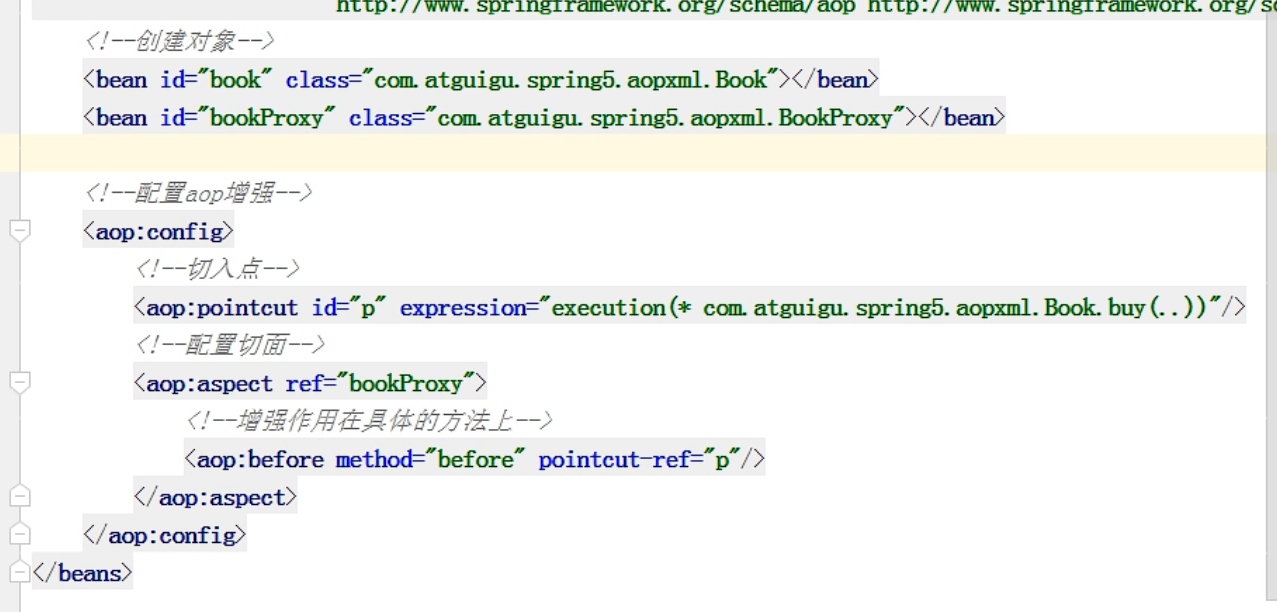 http://www.springframework.org/schema/aop http://www.springframework.org/sc
<!--创建对象-->
<bean id="book" class="com.atguigu.spring5.aopxml.Book"></bean>
<bean id="bookProxy" class="com.atguigu.spring5.aopxml.BookProxy"></bean>
<!--配置aop增强-->
<aop:config>
<!--切入点-->
<aop:pointcut id="p" expression="execution(* com.atguigu.spring5.aopxml.Book.buy(..))"/>
<!--配置切面-->
<aop:aspect ref="bookProxy">
<!--增强作用在具体的方法上-->
<aop:before method="before" pointcut-ref="p"/>
</aop:aspect>
</aop:config>
</beans>